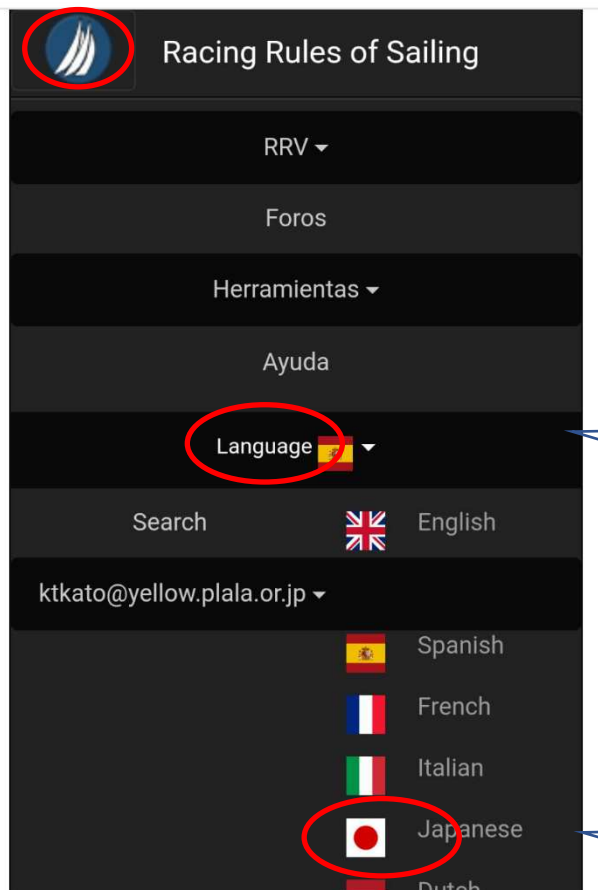 Racing Rules of Sailing
RRV
Foros
Herramientas
Ayuda
Language
Search
English
ktkato@yellow.plala.or.jp
Spanish
French
Italian
Japanese
Dutch